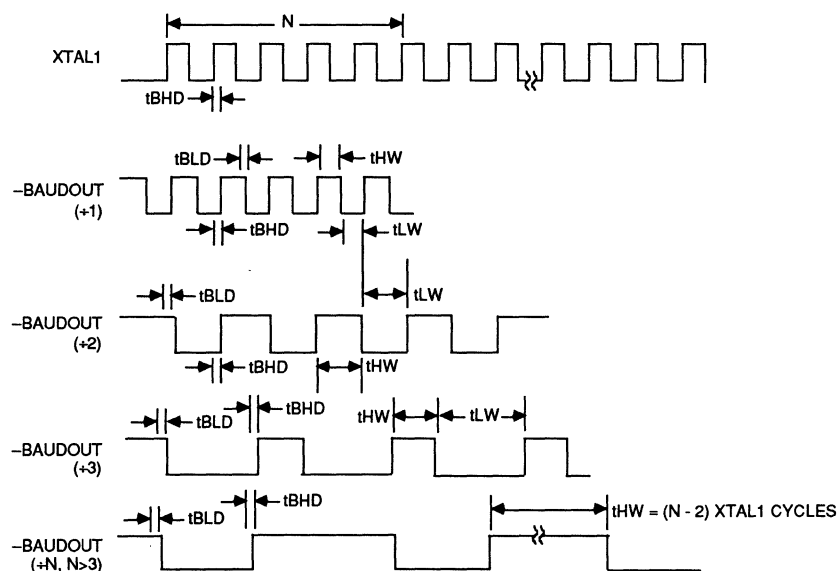 N
XTAL1
tBHD
tBLD
tHW
–BAUDOUT
(÷1)
tBHD
tLW
tBLD
tLW
–BAUDOUT
(÷2)
tBHD
tHW
tBLD
tBHD
tHW
tLW
–BAUDOUT
(÷3)
tBLD
tBHD
tHW = (N - 2) XTAL1 CYCLES
–BAUDOUT
(÷N, N>3)